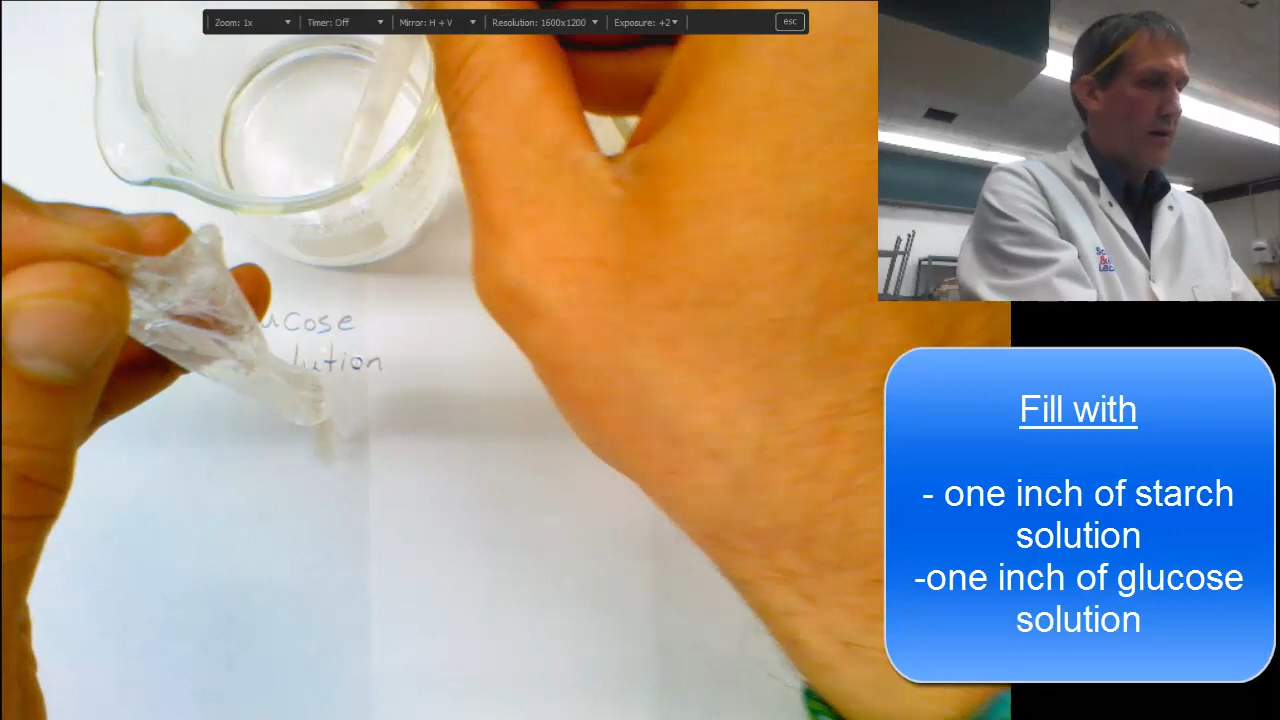 Zoom: 1x Timer: Off Mirror: H + V Resolution: 1600x1200 Exposure: +2 esc
ucose
lution
Fill with
- one inch of starch
solution
-one inch of glucose
solution